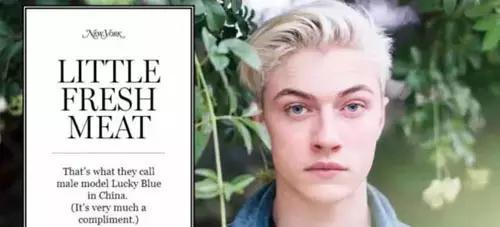 New York
LITTLE
FRESH
MEAT
That's what they call
male model Lucky Blue
in China.
(It's very much a
compliment.)